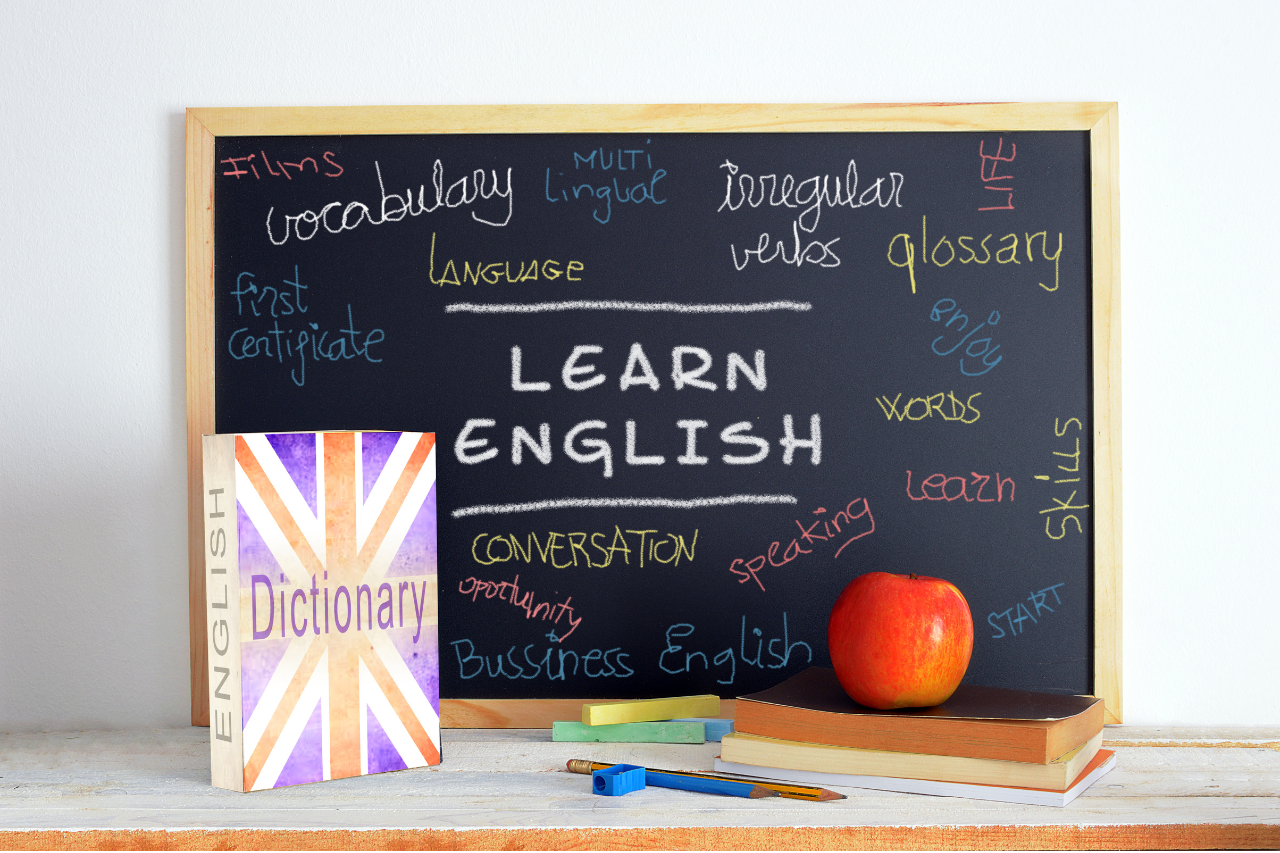 Films
vocabulary
MULTi
lingual
irregular
verbs
LIFE
LANGUAGE
glossary
first
certificate
enjoy
LEARN
ENGLISH
WORDS
Learn
SKills
CONVERSATION
speaking
oportunity
START
Bussiness English
ENGLISH
Dictionary